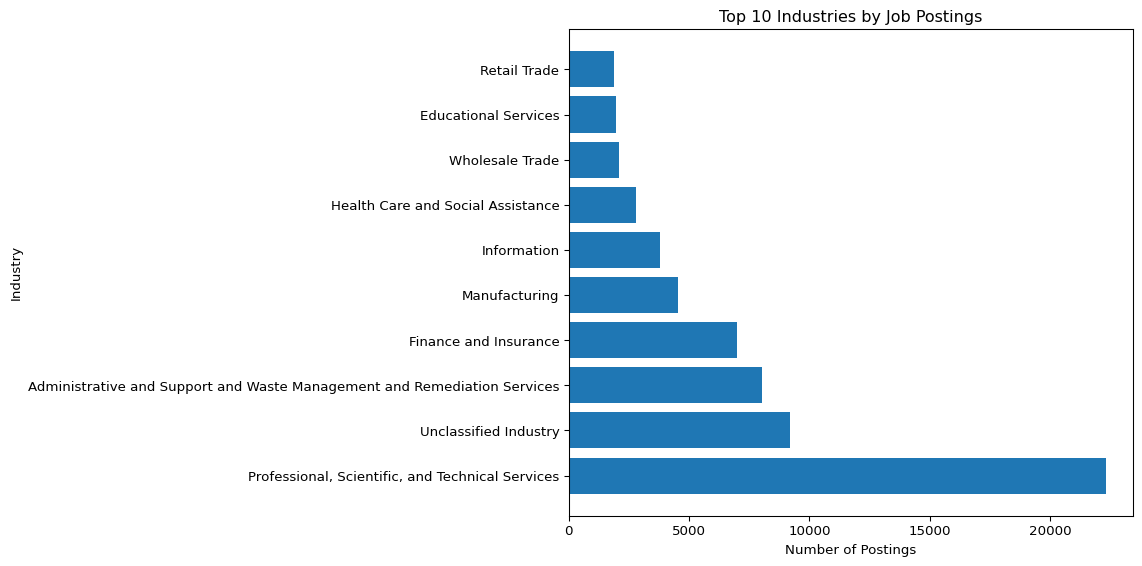 Top 10 Industries by Job Postings
Retail Trade
Educational Services
Wholesale Trade
Health Care and Social Assistance
Information
Manufacturing
Finance and Insurance
Administrative and Support and Waste Management and Remediation Services
Unclassified Industry
Professional, Scientific, and Technical Services
Industry
0 5000 10000 15000 20000
Number of Postings